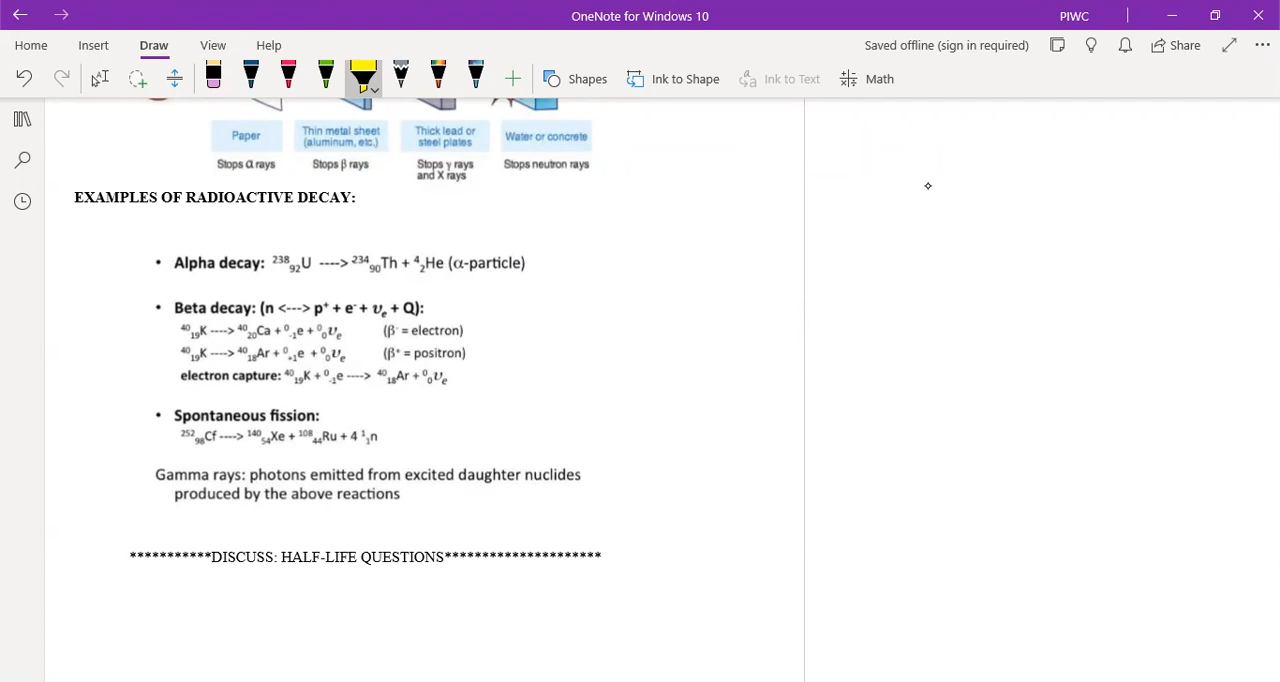 OneNote for Windows 10
PIWC
Home Insert Draw View Help
Saved offline (sign in required)
Share
Shapes
Ink to Shape
Ink to Text
Math
Paper
Thin metal sheet
(aluminum, etc.)
Thick lead or
steel plates
Water or concrete
Stops α rays
Stops β rays
Stops γ rays
and X rays
Stops neutron rays
EXAMPLES OF RADIOACTIVE DECAY:
• Alpha decay: ²³⁸₉₂U ----> ²³⁴₉₀Th + ⁴₂He (α-particle)
• Beta decay: (n <---> p⁺ + e⁻ + υₑ + Q):
⁴⁰₁₉K ----> ⁴⁰₂₀Ca + ⁰₋₁e + ⁰₀υₑ (β⁻ = electron)
⁴⁰₁₉K ----> ⁴⁰₁₈Ar + ⁰₊₁e + ⁰₀υₑ (β⁺ = positron)
electron capture: ⁴⁰₁₉K + ⁰₋₁e ----> ⁴⁰₁₈Ar + ⁰₀υₑ
• Spontaneous fission:
²⁵²₉₈Cf ----> ¹⁴⁰₅₄Xe + ¹⁰⁸₄₄Ru + 4 ¹₁n
Gamma rays: photons emitted from excited daughter nuclides
produced by the above reactions
***********DISCUSS: HALF-LIFE QUESTIONS*********************